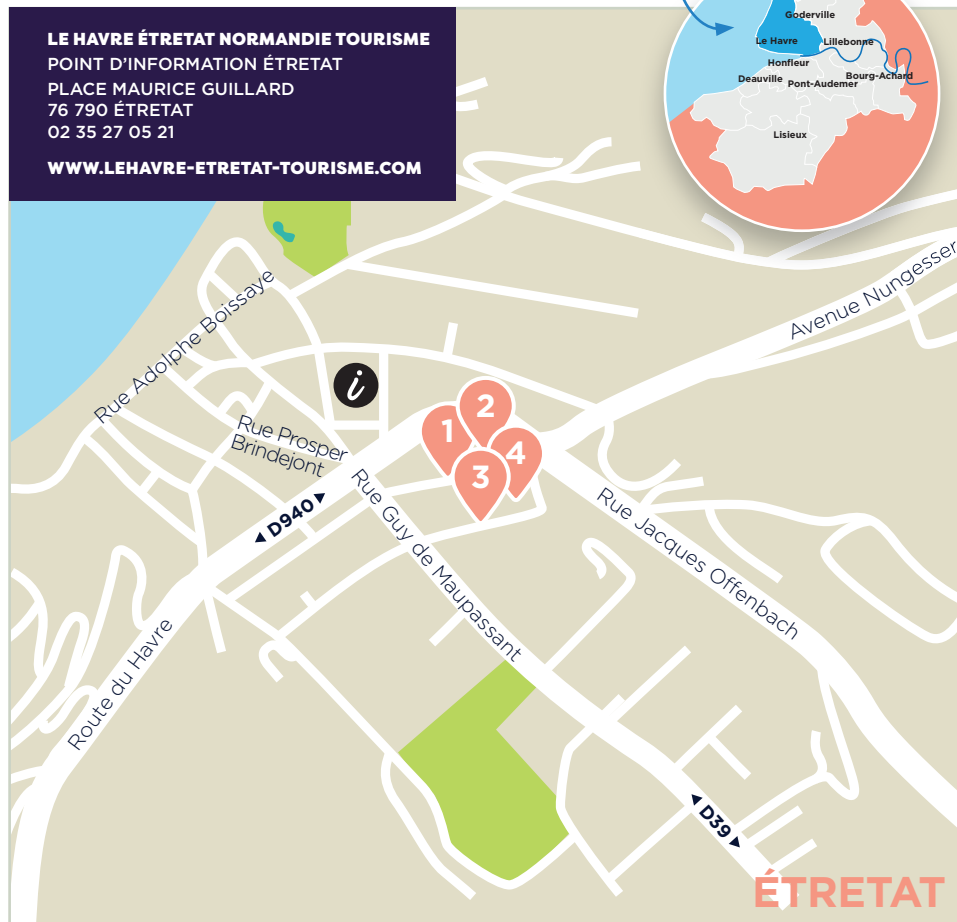 LE HAVRE ÉTRETAT NORMANDIE TOURISME
POINT D'INFORMATION ÉTRETAT
PLACE MAURICE GUILLARD
76 790 ÉTRETAT
02 35 27 05 21
WWW.LEHAVRE-ETRETAT-TOURISME.COM
Goderville
Le Havre
Lillebonne
Honfleur
Deauville
Pont-Audemer
Bourg-Achard
Lisieux
Avenue Nungesser
Rue Adolphe Boissaye
i
Rue Prosper
Brindejont
1
2
3
4
D940
Rue Guy de Maupassant
Rue Jacques Offenbach
Route du Havre
D39
ÉTRETAT